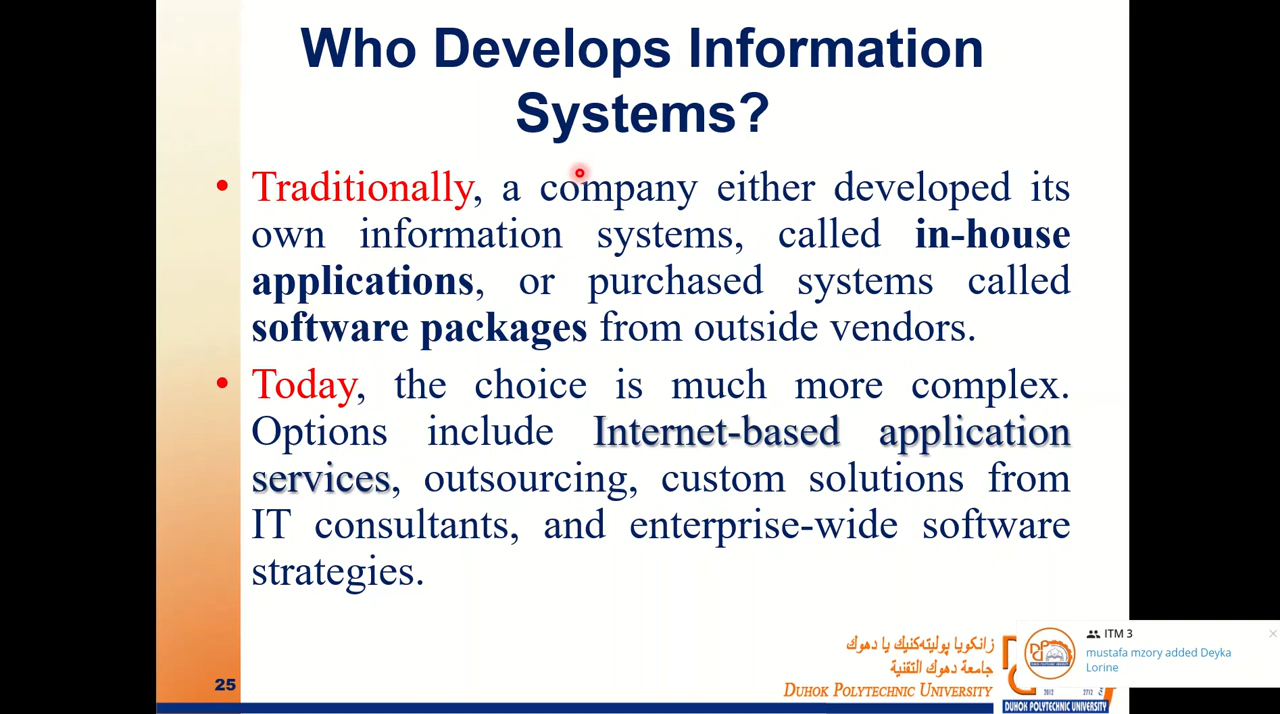 Who Develops Information
Systems?
• Traditionally, a company either developed its
own information systems, called in-house
applications, or purchased systems called
software packages from outside vendors.
• Today, the choice is much more complex.
Options include Internet-based application
services, outsourcing, custom solutions from
IT consultants, and enterprise-wide software
strategies.
زانكويا پوليتەكنيك يا دهوك
جامعة دهوك التقنية
DUHOK POLYTECHNIC UNIVERSITY
25
2012 2712
DUHOK POLYTECHNIC UNIVERSITY
ITM 3
mustafa mzory added Deyka
Lorine